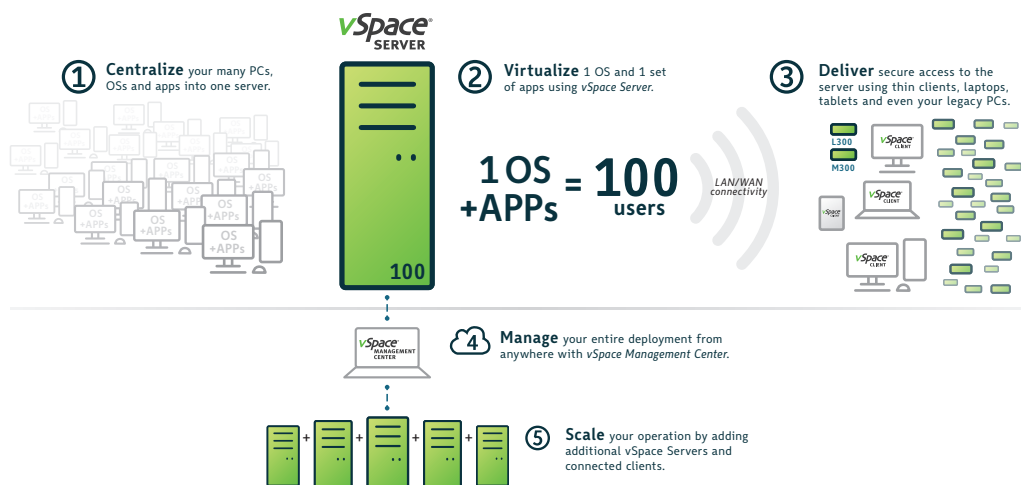 vSpace®
SERVER
1 Centralize your many PCs,
OSs and apps into one server.
OS
+APPs
OS
+APPs
OS
+APPs
OS
+APPs
OS
+APPs
100
2 Virtualize 1 OS and 1 set
of apps using vSpace Server.
1 OS
+APPs
= 100
users
LAN/WAN
connectivity
3 Deliver secure access to the
server using thin clients, laptops,
tablets and even your legacy PCs.
L300
M300
vSpace
CLIENT
vSpace
CLIENT
vSpace
CLIENT
vSpace
CLIENT
vSpace
MANAGEMENT
CENTER
4 Manage your entire deployment from
anywhere with vSpace Management Center.
+ + + +
5 Scale your operation by adding
additional vSpace Servers and
connected clients.